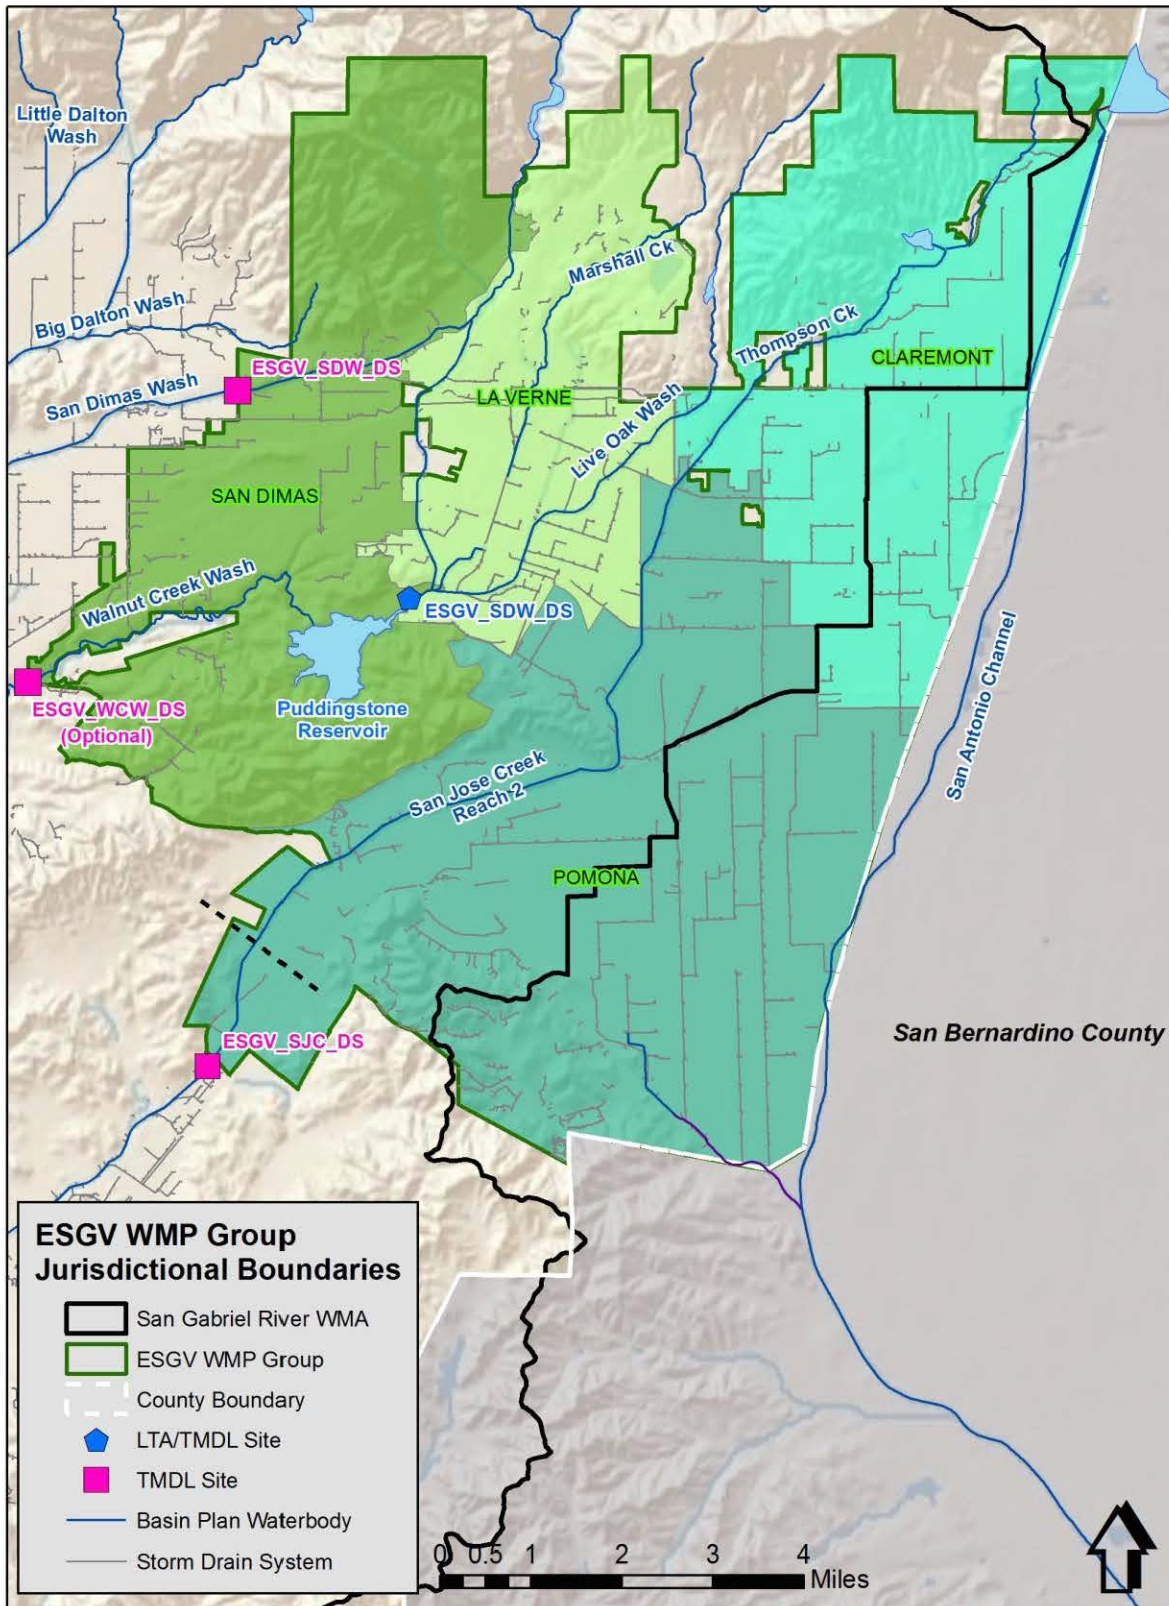 Little Dalton
Wash
Marshall Ck
Big Dalton Wash
Thompson Ck
ESGV_SDW_DS
CLAREMONT
San Dimas Wash
LA VERNE
Live Oak Wash
SAN DIMAS
Walnut Creek Wash
ESGV_SDW_DS
San Antonio Channel
ESGV_WCW_DS
(Optional)
Puddingstone
Reservoir
San Jose Creek
Reach 2
POMONA
San Bernardino County
ESGV_SJC_DS
ESGV WMP Group
Jurisdictional Boundaries
San Gabriel River WMA
ESGV WMP Group
County Boundary
LTA/TMDL Site
TMDL Site
Basin Plan Waterbody
Storm Drain System
0 0.5 1 2 3 4
Miles